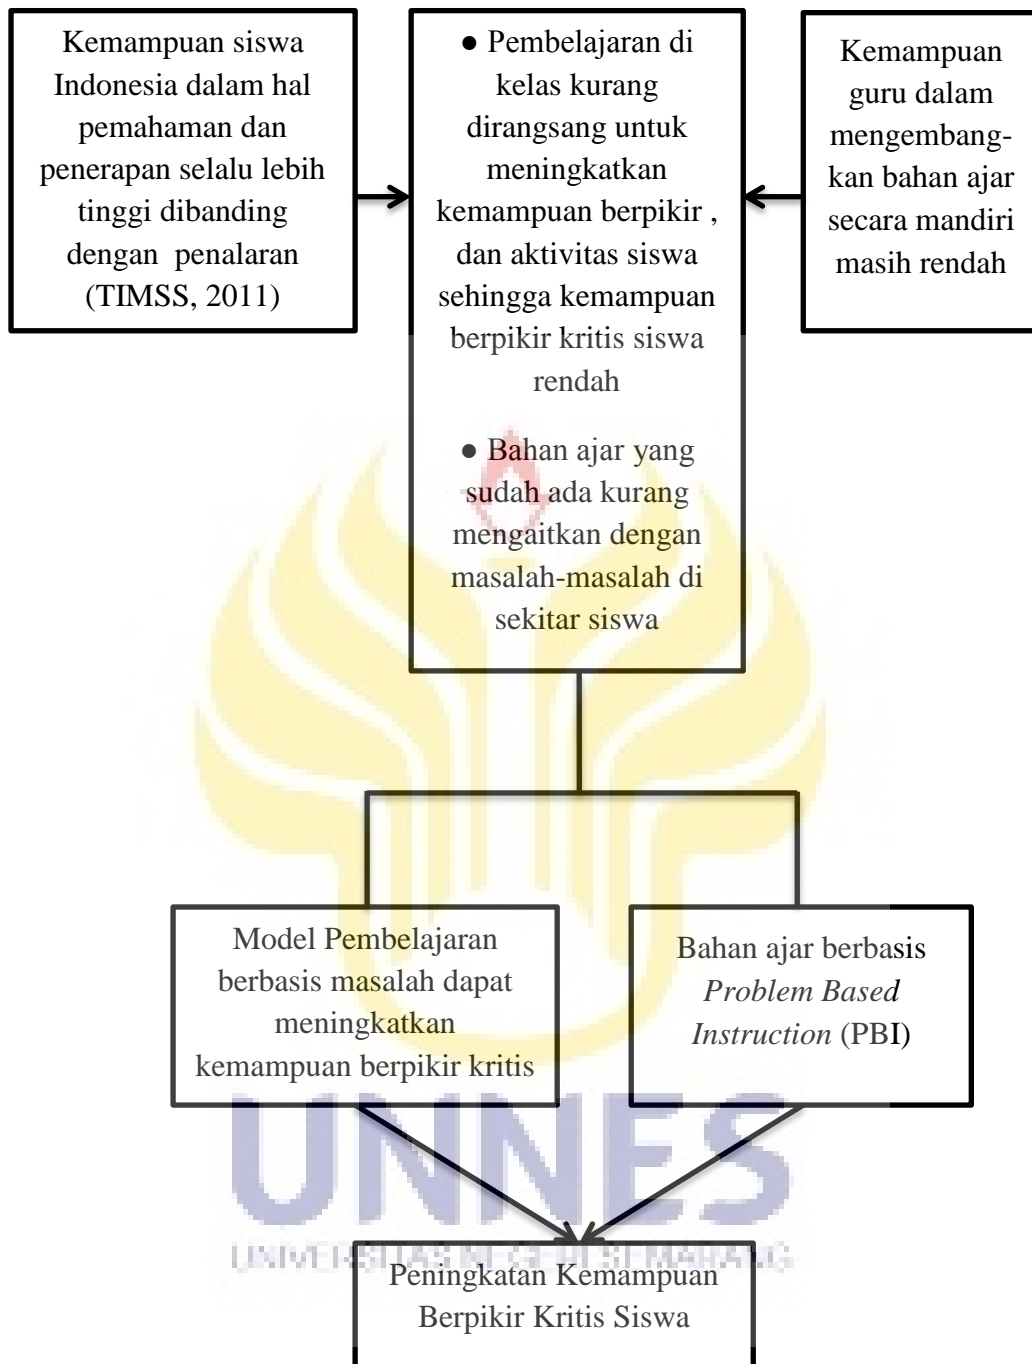 Kemampuan siswa
Indonesia dalam hal
pemahaman dan
penerapan selalu lebih
tinggi dibanding
dengan penalaran
(TIMSS, 2011)
● Pembelajaran di
kelas kurang
dirangsang untuk
meningkatkan
kemampuan berpikir ,
dan aktivitas siswa
sehingga kemampuan
berpikir kritis siswa
rendah
● Bahan ajar yang
sudah ada kurang
mengaitkan dengan
masalah-masalah di
sekitar siswa
Kemampuan
guru dalam
mengembang-
kan bahan ajar
secara mandiri
masih rendah
Model Pembelajaran
berbasis masalah dapat
meningkatkan
kemampuan berpikir kritis
Bahan ajar berbasis
Problem Based
Instruction (PBI)
UNNES
UNIVERSITAS NEGERI SEMARANG
Peningkatan Kemampuan
Berpikir Kritis Siswa